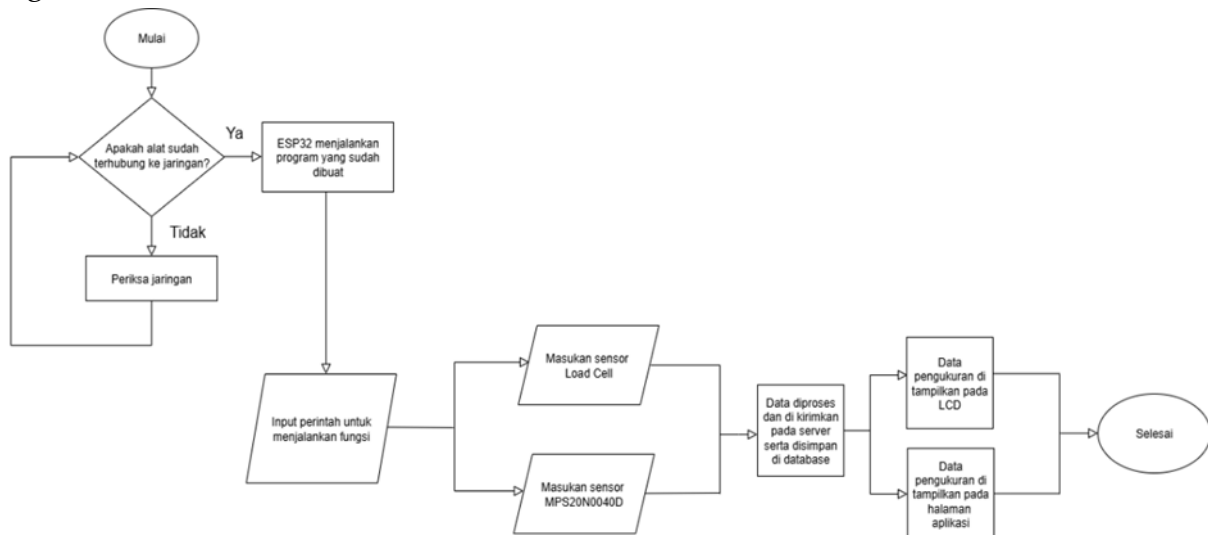 Mulai
Apakah alat sudah
terhubung ke jaringan?
Ya
ESP32 menjalankan
program yang sudah
dibuat
Tidak
Periksa jaringan
Input perintah untuk
menjalankan fungsi
Masukan sensor
Load Cell
Masukan sensor
MPS20N0040D
Data diproses
dan di kirimkan
pada server
serta disimpan
di database
Data
pengukuran di
tampilkan pada
LCD
Data
pengukuran di
tampilkan pada
halaman
aplikasi
Selesai